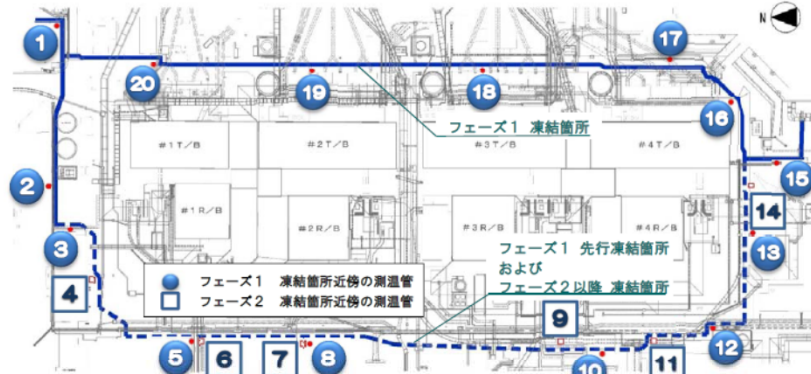 N
1
17
20
19
18
16
フェーズ1 凍結箇所
#1T/B
#2T/B
#3T/B
#4T/B
15
2
14
#1R/B
#2R/B
#3R/B
#4R/B
3
13
フェーズ1 先行凍結箇所
および
フェーズ2以降 凍結箇所
フェーズ1 凍結箇所近傍の測温管
フェーズ2 凍結箇所近傍の測温管
4
9
12
5
6
7
8
10
11